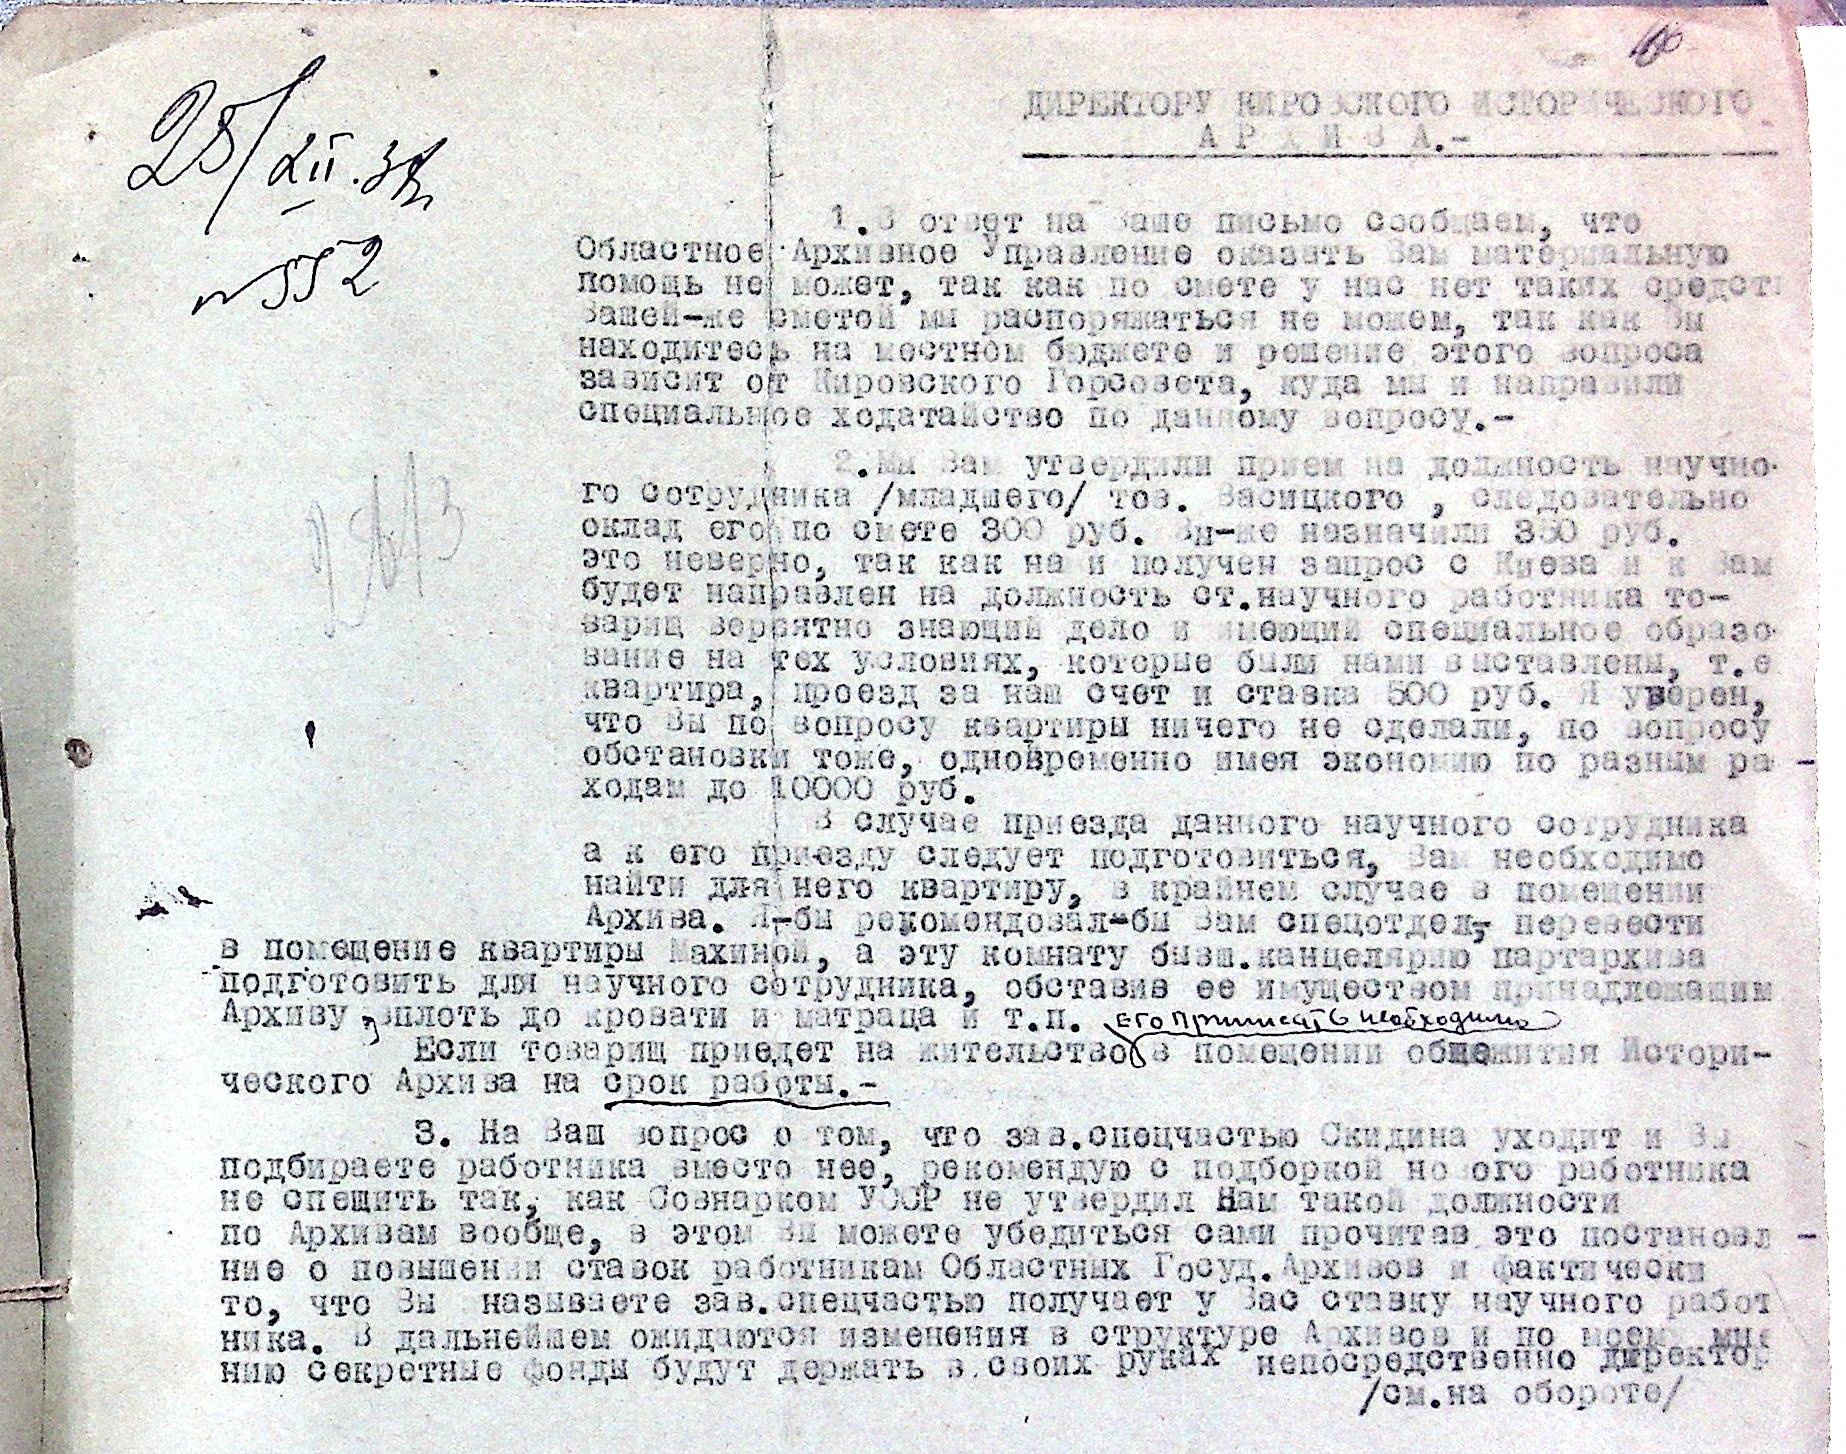 25/XII.38
№ 552
ДИРЕКТОРУ КИРОВСКОГО ИСТОРИЧЕСКОГО
А Р Х И В А.-
1.В ответ на Ваше письмо сообщаем, что
Областное Архивное Управление оказать Вам материальную
помощь не может, так как по смете у нас нет таких средст
Вашей-же сметой мы распоряжаться не можем, так как Вы
находитесь на местном бюджете и решение этого вопроса
зависит от Кировского Горсовета, куда мы и направили
специальное ходатайство по данному вопросу.-
2.Мы Вам утвердили прием на должность научно-
го сотрудника /младшего/ тов. Васицкого , следовательно
оклад его по смете 300 руб. Вы-же назначили 350 руб.
это неверно, так как на и получен запрос с Киева и к Вам
будет направлен на должность ст.научного работника то-
варищ вероятно знающий дело и имеющий специальное образо-
вание на тех условиях, которые были нами выставлены, т.е
квартира, проезд за наш счет и ставка 500 руб. Я уверен,
что Вы по вопросу квартиры ничего не сделали, по вопросу
обстановки тоже, одновременно имея экономию по разным ра -
ходам до 10000 руб.
В случае приезда данного научного сотрудника
а к его приезду следует подготовиться, Вам необходимо
найти для него квартиру, в крайнем случае в помещении
Архива. Я-бы рекомендовал-бы Вам спецотдел, перевести
в помещение квартиры Махиной, а эту комнату бывш.канцелярию партархива
подготовить для научного сотрудника, обставив ее имуществом принадлежащим
Архиву , вплоть до кровати и матраца и т.п. его прописать необходимо
Если товарищ приедет на жительство в помещении общежития Истори-
ческого Архива на срок работы.-
3. На Ваш вопрос о том, что зав.спецчастью Скидина уходит и Вы
подбираете работника вместо нее, рекомендую с подборкой нового работника
не спешить так, как Совнарком УССР не утвердил Нам такой должности
по Архивам вообще, в этом Вы можете убедиться сами прочитав это постановл -
ние о повышении ставок работникам Областных Госуд.Архивов и фактически
то, что Вы называете зав.спецчастью получает у Вас ставку научного работ
ника. В дальнейшем ожидаются изменения в структуре Архивов и по моему мне
нию секретные фонды будут держать в своих руках непосредственно директор
/см.на обороте/